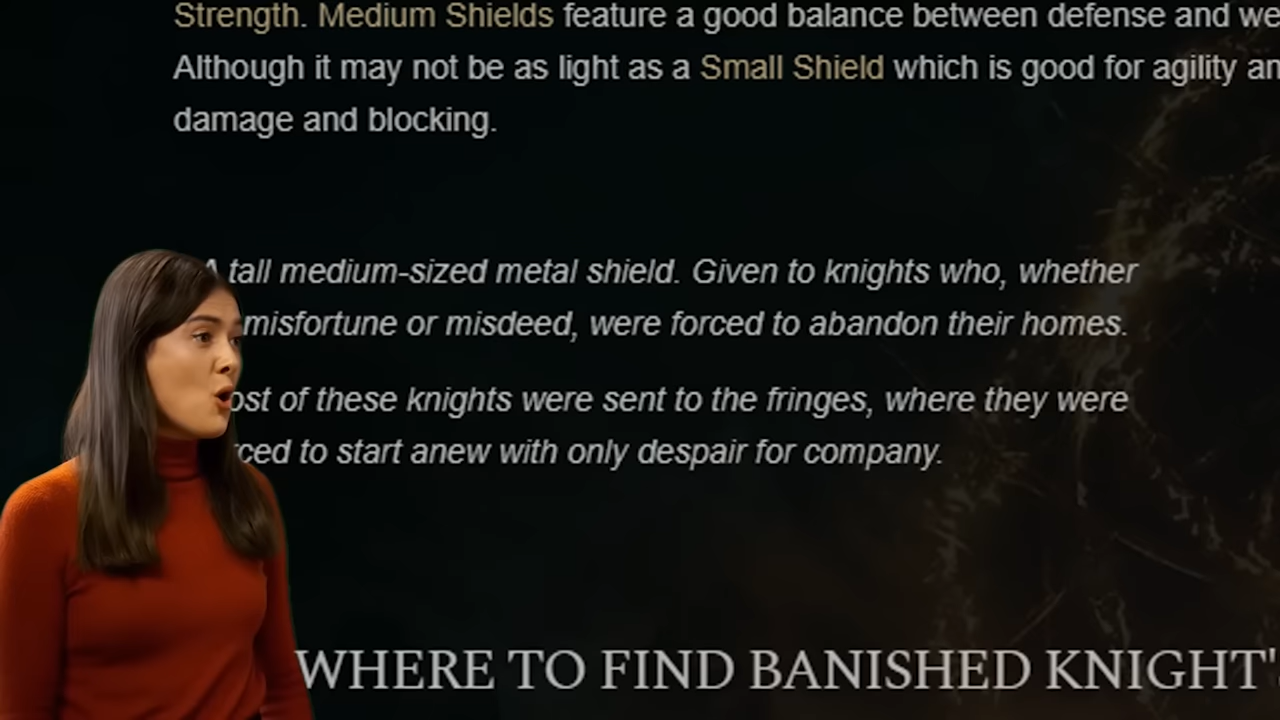 Strength. Medium Shields feature a good balance between defense and we
Although it may not be as light as a Small Shield which is good for agility an
damage and blocking.
A tall medium-sized metal shield. Given to knights who, whether
misfortune or misdeed, were forced to abandon their homes.
ost of these knights were sent to the fringes, where they were
rced to start anew with only despair for company.
WHERE TO FIND BANISHED KNIGHT'